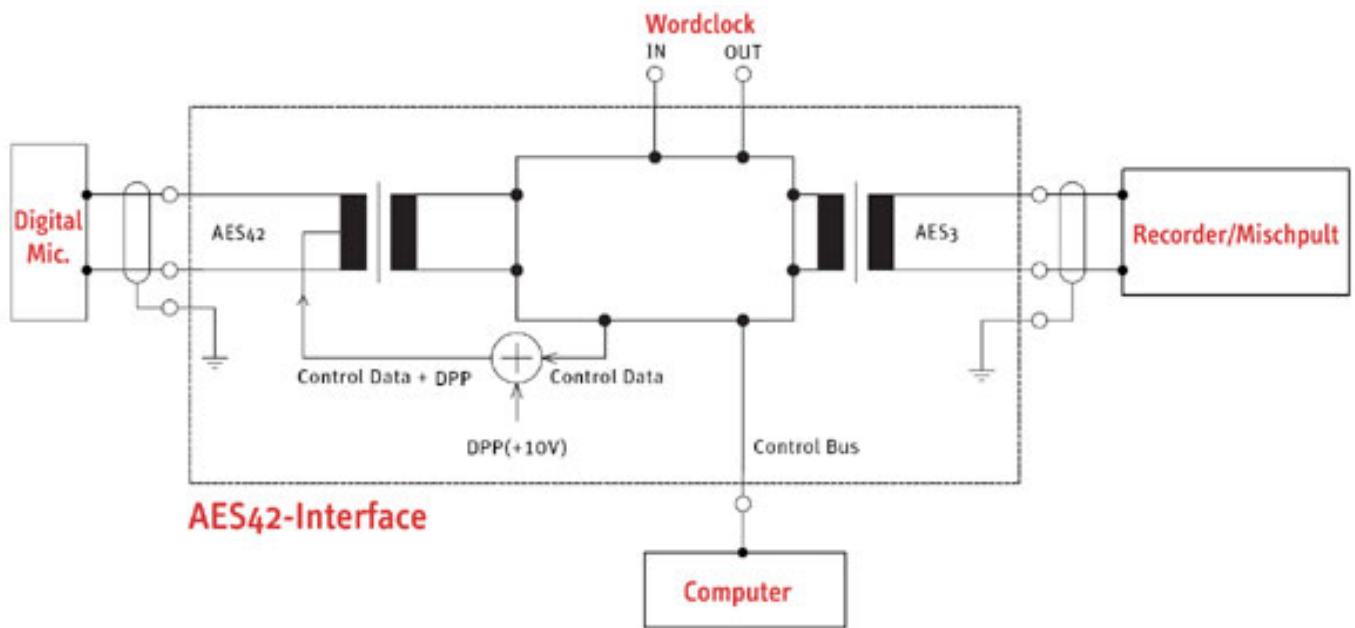 Wordclock
IN OUT
Digital
Mic.
AES42
AES3
Recorder/Mischpult
Control Data + DPP
Control Data
DPP(+10V)
Control Bus
AES42-Interface
Computer